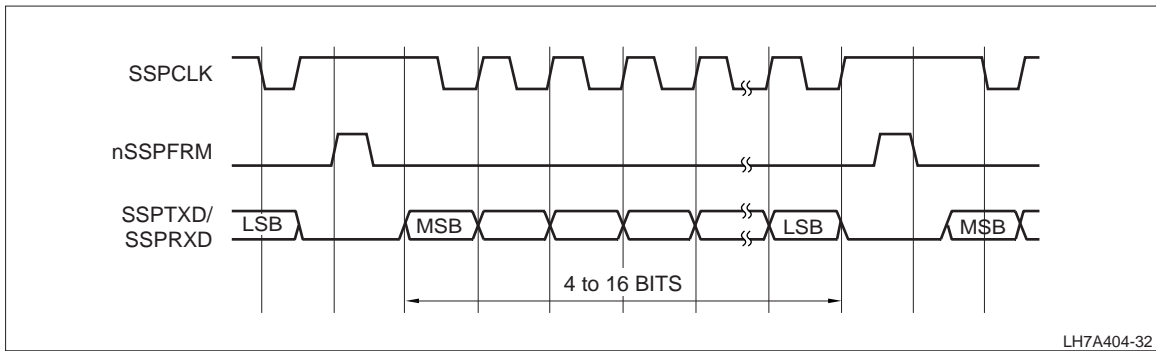 SSPCLK
nSSPFRM
SSPTXD/
SSPRXD
LSB
MSB
LSB
MSB
4 to 16 BITS
LH7A404-32